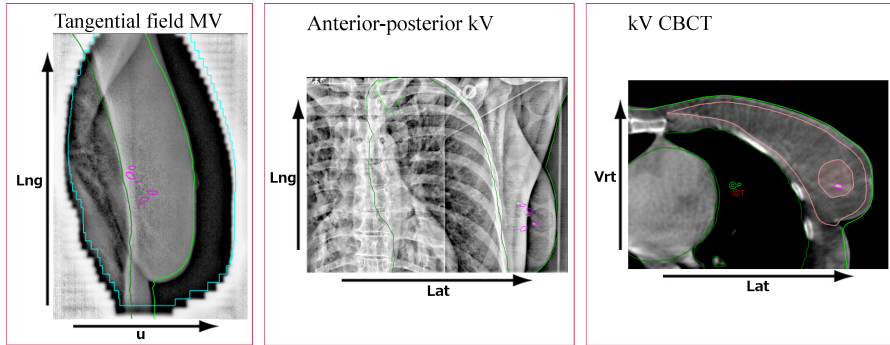 Tangential field MV
Lng
u
Anterior-posterior kV
Lng
Lat
kV CBCT
Vrt
P
T
Lat